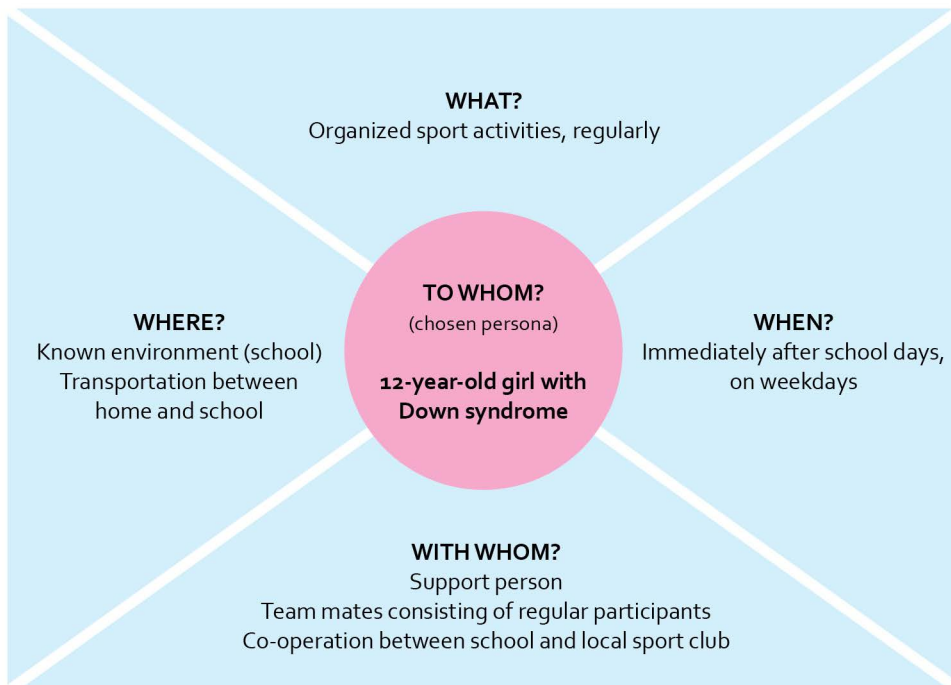 WHAT?
Organized sport activities, regularly
TO WHOM?
(chosen persona)
12-year-old girl with
Down syndrome
WHERE?
Known environment (school)
Transportation between
home and school
WHEN?
Immediately after school days,
on weekdays
WITH WHOM?
Support person
Team mates consisting of regular participants
Co-operation between school and local sport club